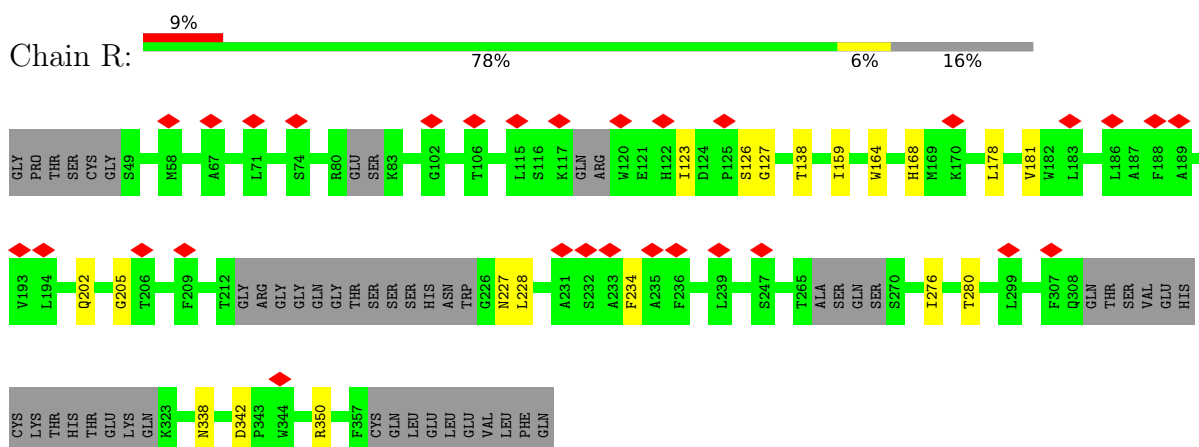 9%
Chain R:
78% 6% 16%
GLY PRO THR SER CYS GLY S49 M58 A67 L71 S74 R80 GLU SER K83 G102 T106 L115 S116 K117 GLN ARG W120 E121 H122 I123 D124 P125 S126 G127 T138 I159 W164 H168 M169 K170 L178 V181 W182 L183 L186 A187 F188 A189
V193 L194 Q202 G205 T206 F209 T212 GLY ARG GLY GLY GLN GLY THR SER SER SER HIS ASN TRP G226 N227 L228 A231 S232 A233 F234 A235 F236 L239 S247 T265 ALA SER GLN SER S270 I276 T280 L299 F307 Q308 GLN THR SER VAL GLU HIS
CYS LYS THR HIS THR GLU LYS GLN K323 N338 D342 P343 W344 R350 F357 CYS GLN LEU GLU LEU GLU VAL LEU PHE GLN